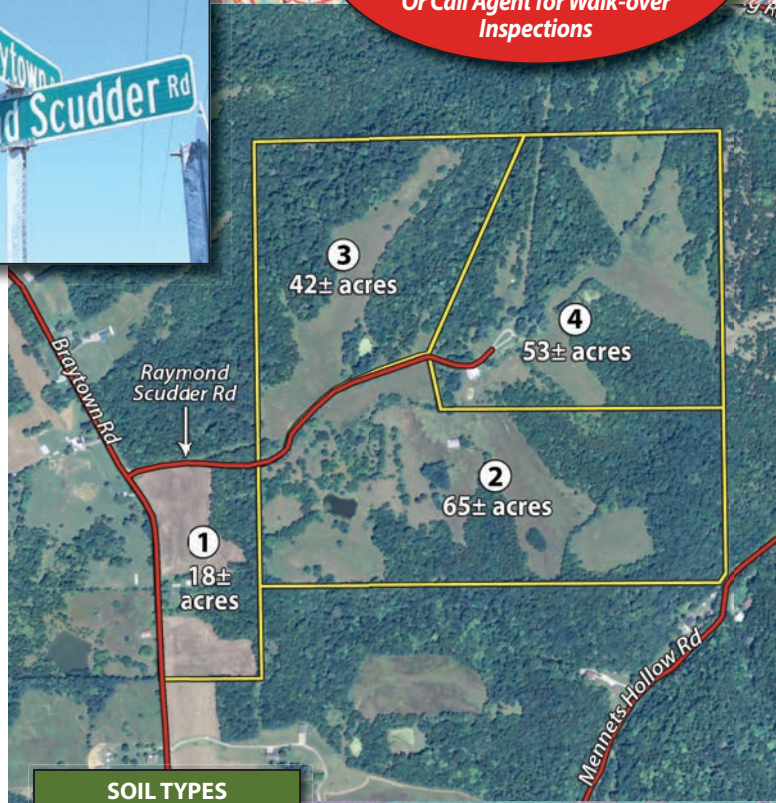 Or Call Agent for Walk-over
Inspections
Scudder Rd
3
42± acres
4
53± acres
Raymond
Scudder Rd
Braytown Rd
2
65± acres
1
18±
acres
Mennets Hollow Rd
SOIL TYPES